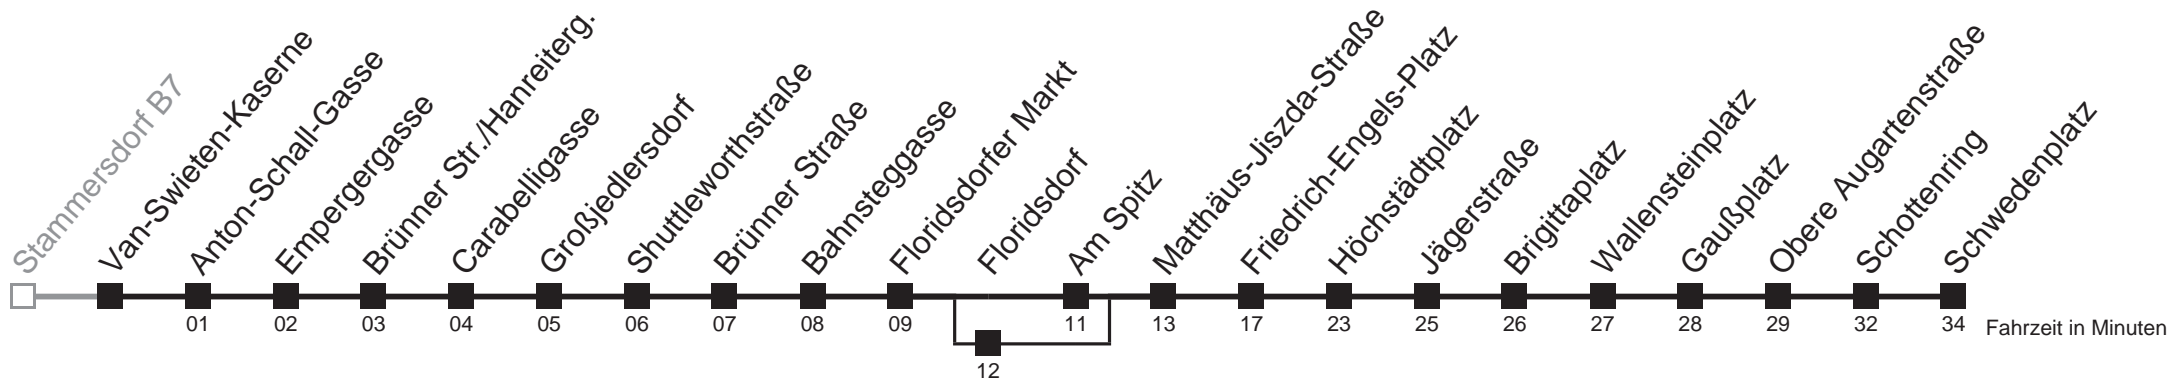 Stammersdorf B7
Van-Swieten-Kaserne
Anton-Schall-Gasse
Empergergasse
Brünner Str./Hanreiterg.
Carabelligasse
Großjedlersdorf
Shuttleworthstraße
Brünner Straße
Bahnsteggasse
Floridsdorfer Markt
Floridsdorf
Am Spitz
Matthäus-Jiszda-Straße
Friedrich-Engels-Platz
Höchstädtplatz
Jägerstraße
Brigittaplatz
Wallensteinplatz
Gaußplatz
Obere Augartenstraße
Schottenring
Schwedenplatz
01 02 03 04 05 06 07 08 09 11 13 17 23 25 26 27 28 29 32 34 Fahrzeit in Minuten
12